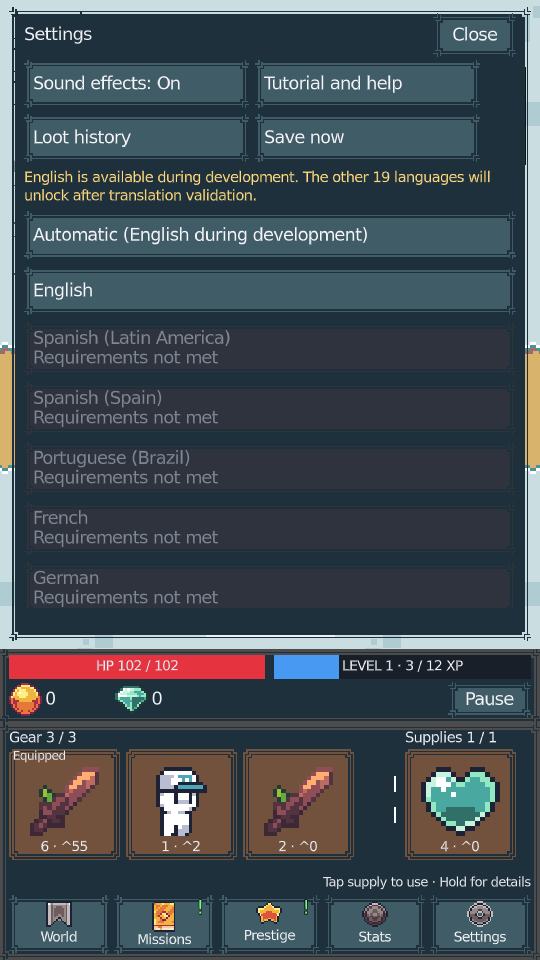 Settings
Close
Sound effects: On
Tutorial and help
Loot history
Save now
English is available during development. The other 19 languages will
unlock after translation validation.
Automatic (English during development)
English
Spanish (Latin America)
Requirements not met
Spanish (Spain)
Requirements not met
Portuguese (Brazil)
Requirements not met
French
Requirements not met
German
Requirements not met
HP 102 / 102
LEVEL 1 · 3 / 12 XP
0
0
Pause
Gear 3 / 3
Supplies 1 / 1
Equipped
6 · ^55
1 · ^2
2 · ^0
4 · ^0
Tap supply to use · Hold for details
World
! Missions
! Prestige
Stats
Settings